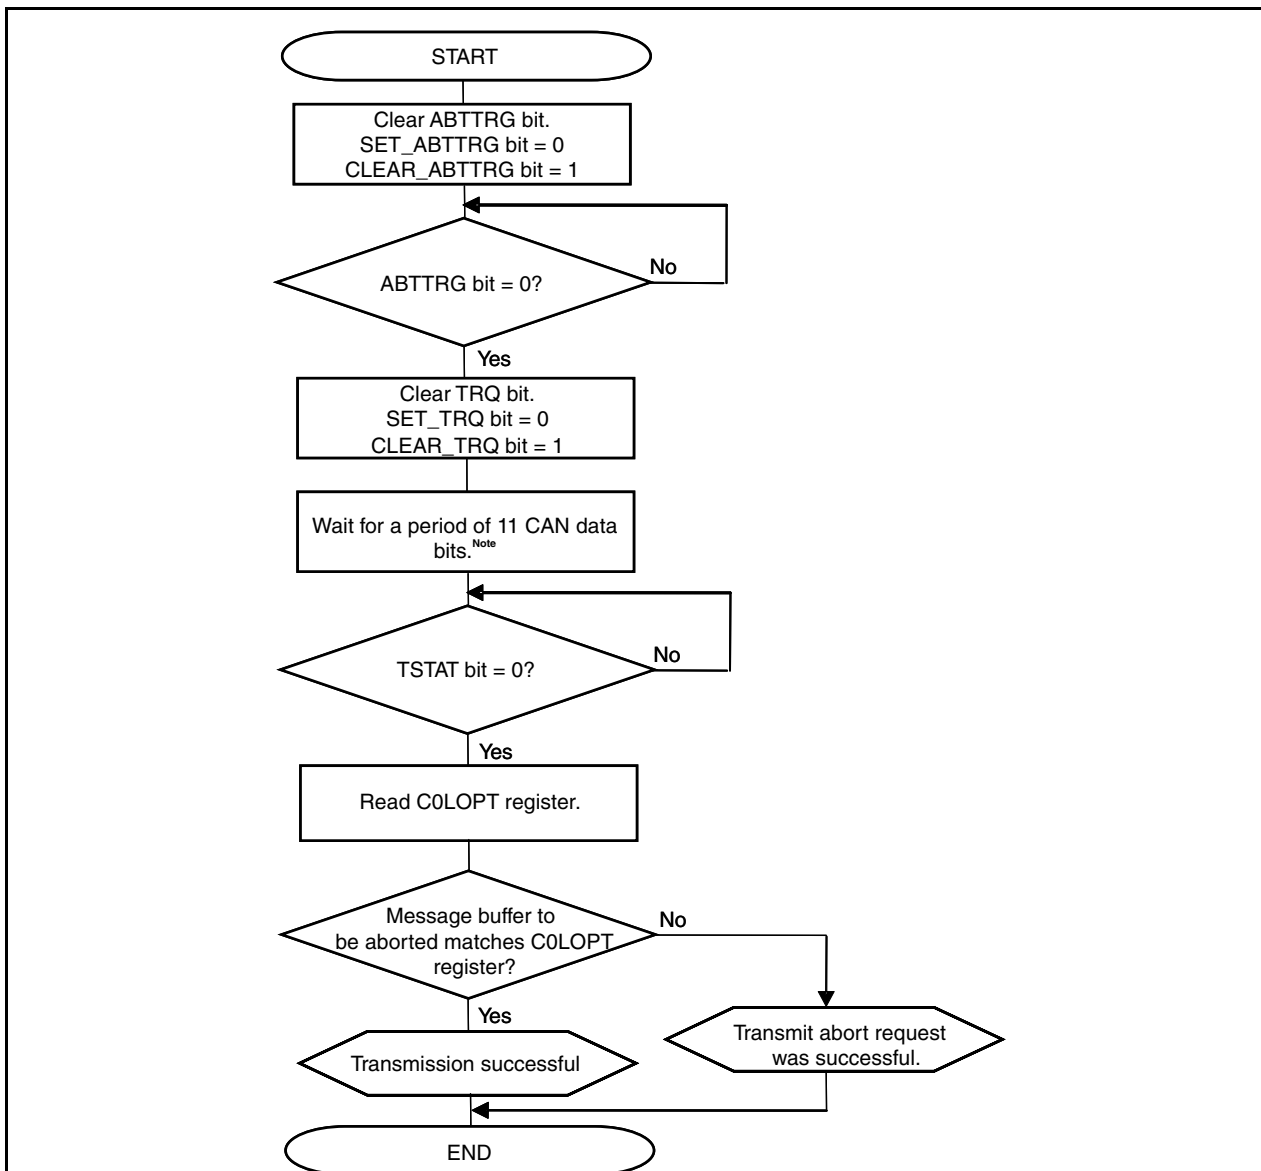 START
Clear ABTTRG bit.
SET_ABTTRG bit = 0
CLEAR_ABTTRG bit = 1
ABTTRG bit = 0?
No
Yes
Clear TRQ bit.
SET_TRQ bit = 0
CLEAR_TRQ bit = 1
Wait for a period of 11 CAN data
bits.Note
TSTAT bit = 0?
No
Yes
Read C0LOPT register.
Message buffer to
be aborted matches C0LOPT
register?
No
Yes
Transmission successful
Transmit abort request
was successful.
END